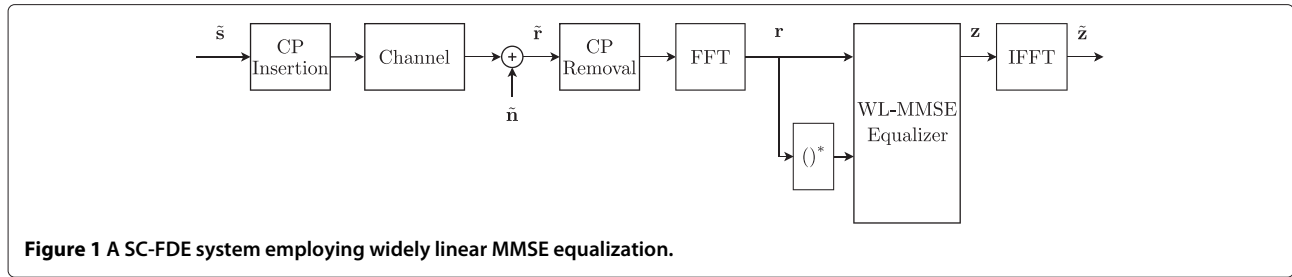 s̃
CP
Insertion
Channel
+
ñ
r̃
CP
Removal
FFT
r
()*
WL-MMSE
Equalizer
z
IFFT
z̃
Figure 1 A SC-FDE system employing widely linear MMSE equalization.